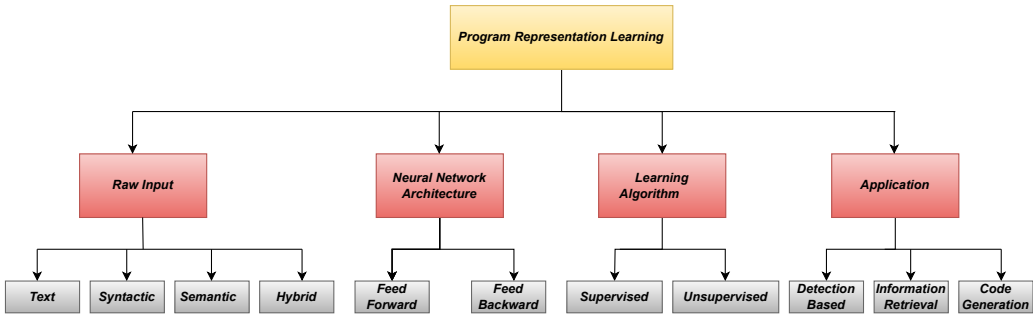 Program Representation Learning
Raw Input
Neural Network
Architecture
Learning
Algorithm
Application
Text
Syntactic
Semantic
Hybrid
Feed
Forward
Feed
Backward
Supervised
Unsupervised
Detection
Based
Information
Retrieval
Code
Generation